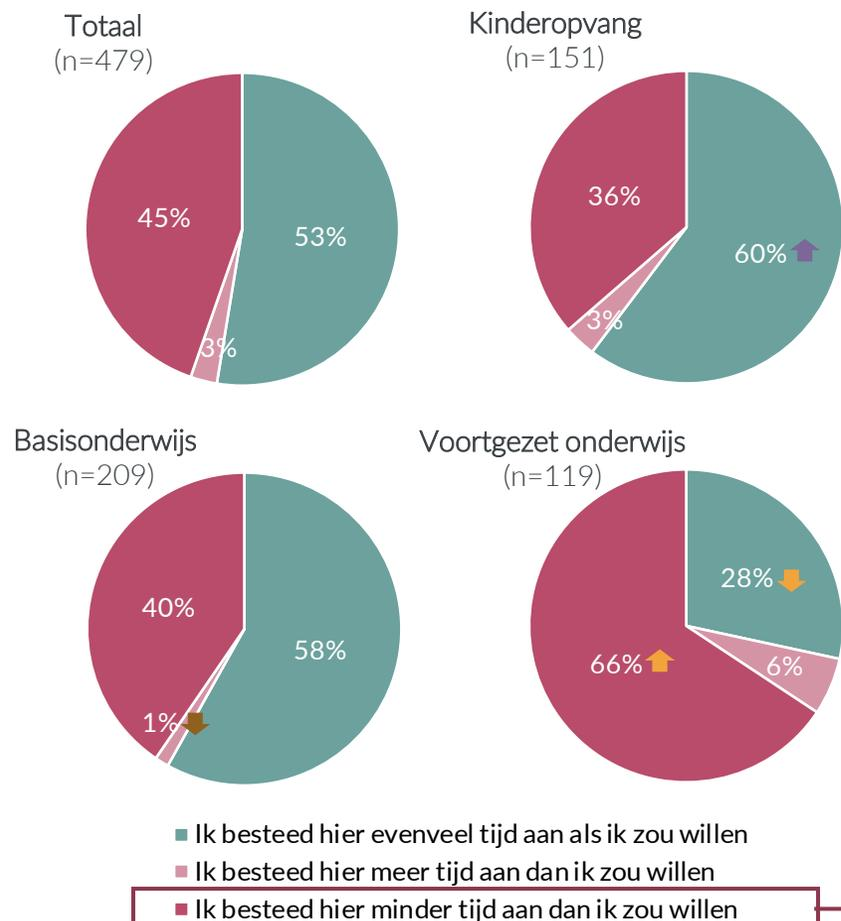 Totaal
(n=479)
45%
53%
3%
Kinderopvang
(n=151)
36%
60%
3%
Basisonderwijs
(n=209)
40%
58%
1%
Voortgezet onderwijs
(n=119)
28%
66%
6%
Ik besteed hier evenveel tijd aan als ik zou willen
Ik besteed hier meer tijd aan dan ik zou willen
Ik besteed hier minder tijd aan dan ik zou willen